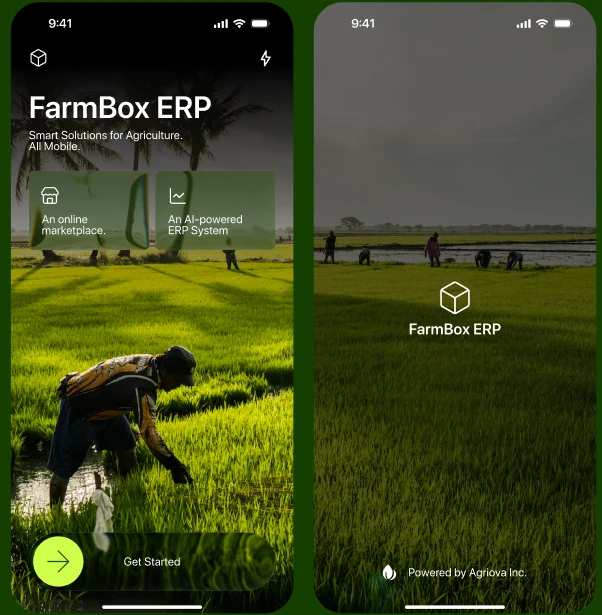 9:41
FarmBox ERP
Smart Solutions for Agriculture.
All Mobile.
An online
marketplace.
An AI-powered
ERP System
Get Started
9:41
FarmBox ERP
Powered by Agriova Inc.